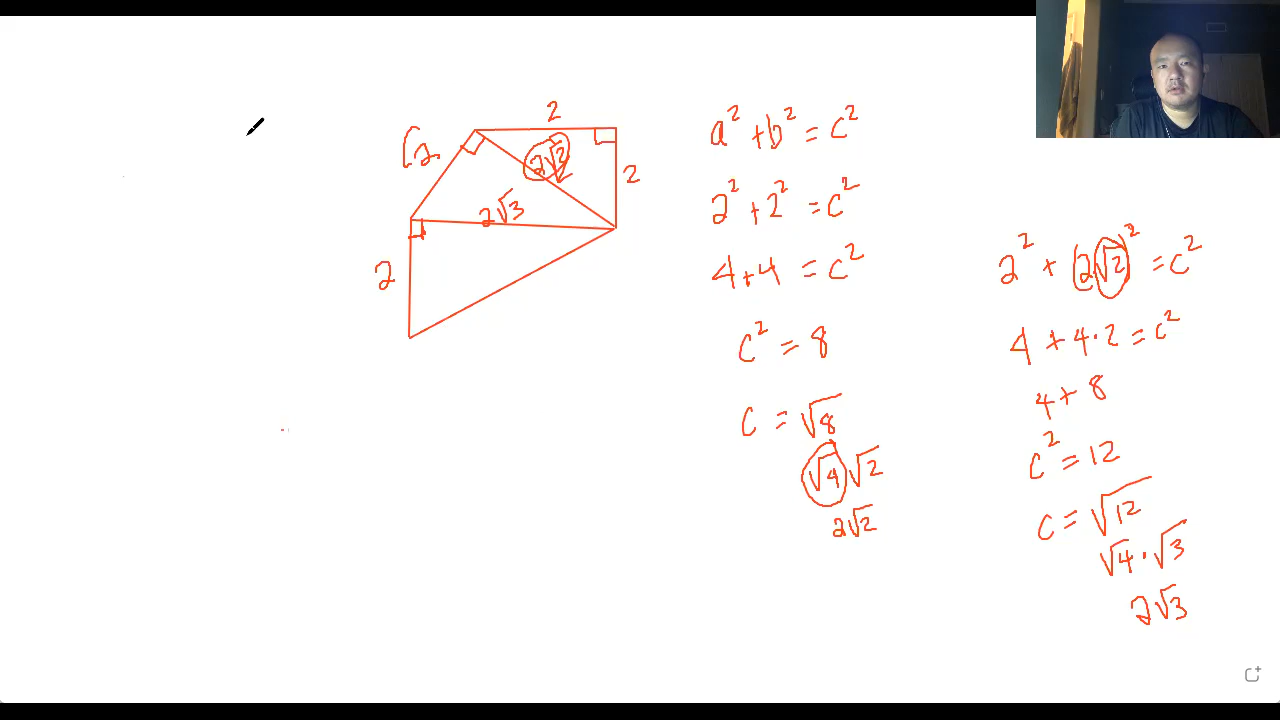 2
2
2
2√2
2√3
2
a² + b² = c²
2² + 2² = c²
4 + 4 = c²
c² = 8
c = √8
√4 √2
2√2
2² + (2√2)² = c²
4 + 4 · 2 = c²
4 + 8
c² = 12
c = √12
√4 · √3
2√3